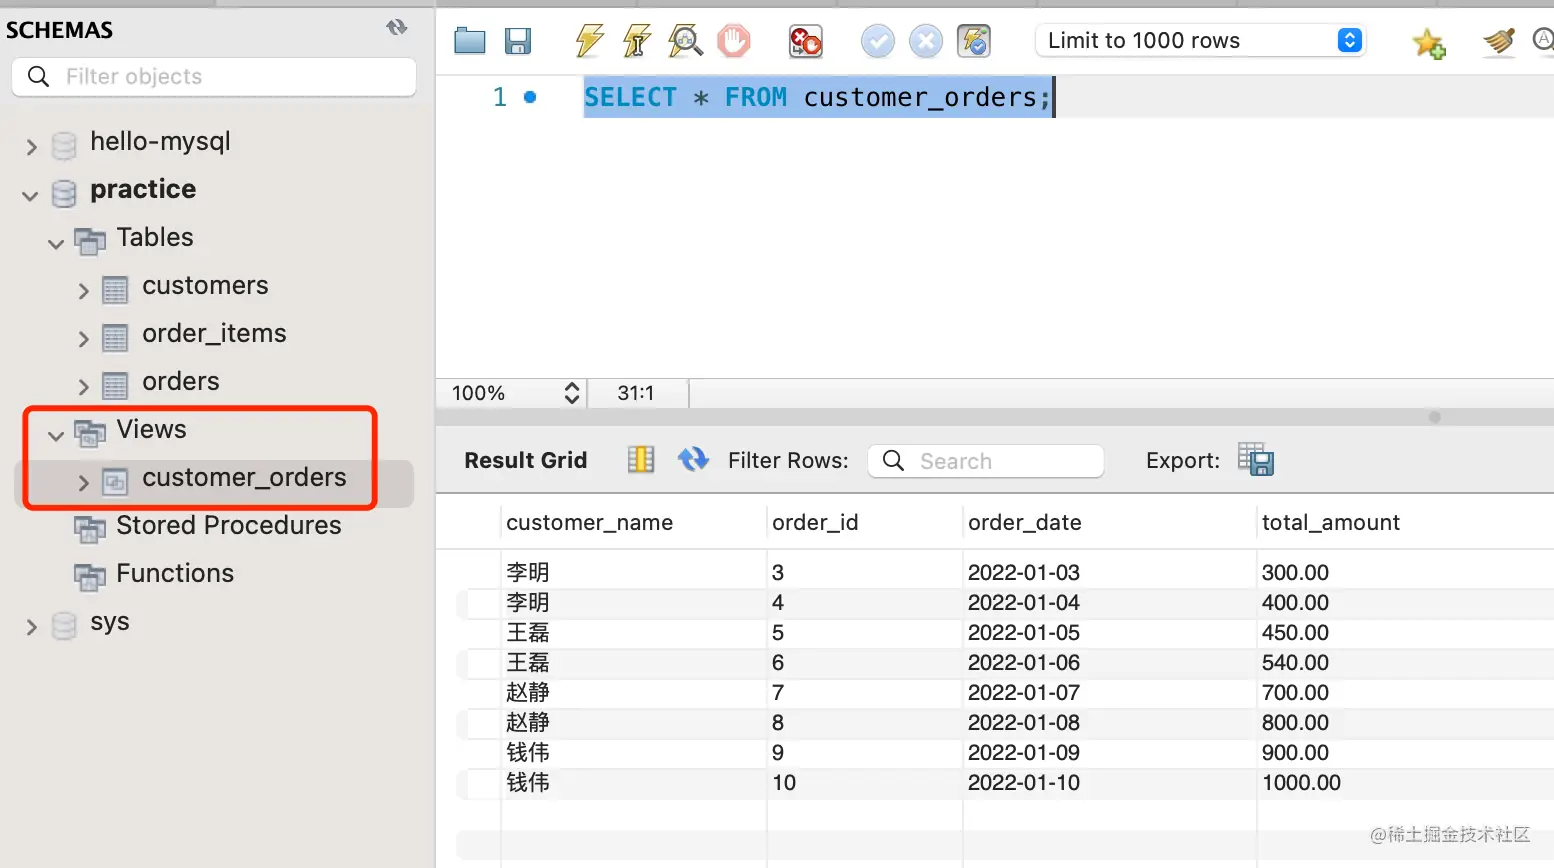 SCHEMAS
Filter objects
hello-mysql
practice
Tables
customers
order_items
orders
Views
customer_orders
Stored Procedures
Functions
sys
Limit to 1000 rows
1 SELECT * FROM customer_orders;
100% 31:1
Result Grid Filter Rows: Search Export:
customer_name order_id order_date total_amount
李明 3 2022-01-03 300.00
李明 4 2022-01-04 400.00
王磊 5 2022-01-05 450.00
王磊 6 2022-01-06 540.00
赵静 7 2022-01-07 700.00
赵静 8 2022-01-08 800.00
钱伟 9 2022-01-09 900.00
钱伟 10 2022-01-10 1000.00
@稀土掘金技术社区